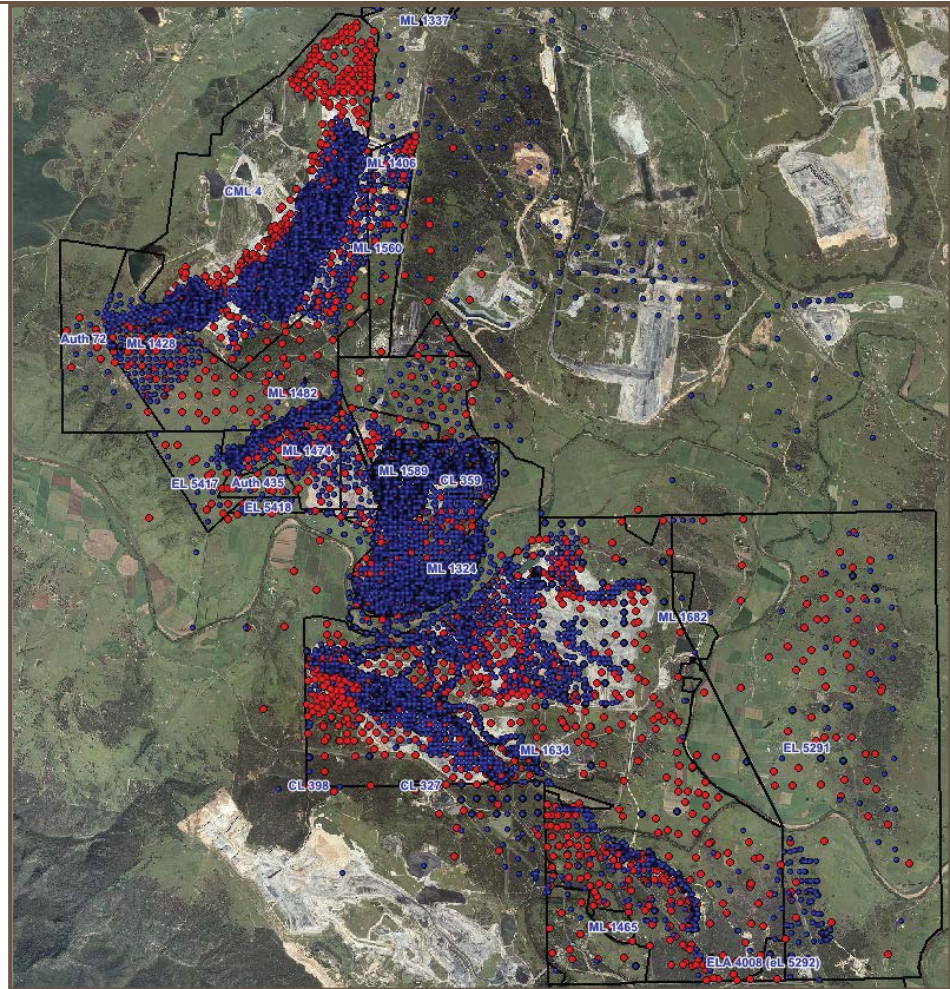 ML 1337
ML 1406
CML 4
ML 1560
Auth 72
ML 1428
ML 1482
ML 1474
ML 1589
EL 5417
Auth 435
CL 359
EL 5418
ML 1324
ML 1682
ML 1634
EL 5291
CL 398
CL 327
ML 1465
ELA 4008 (eL 5292)